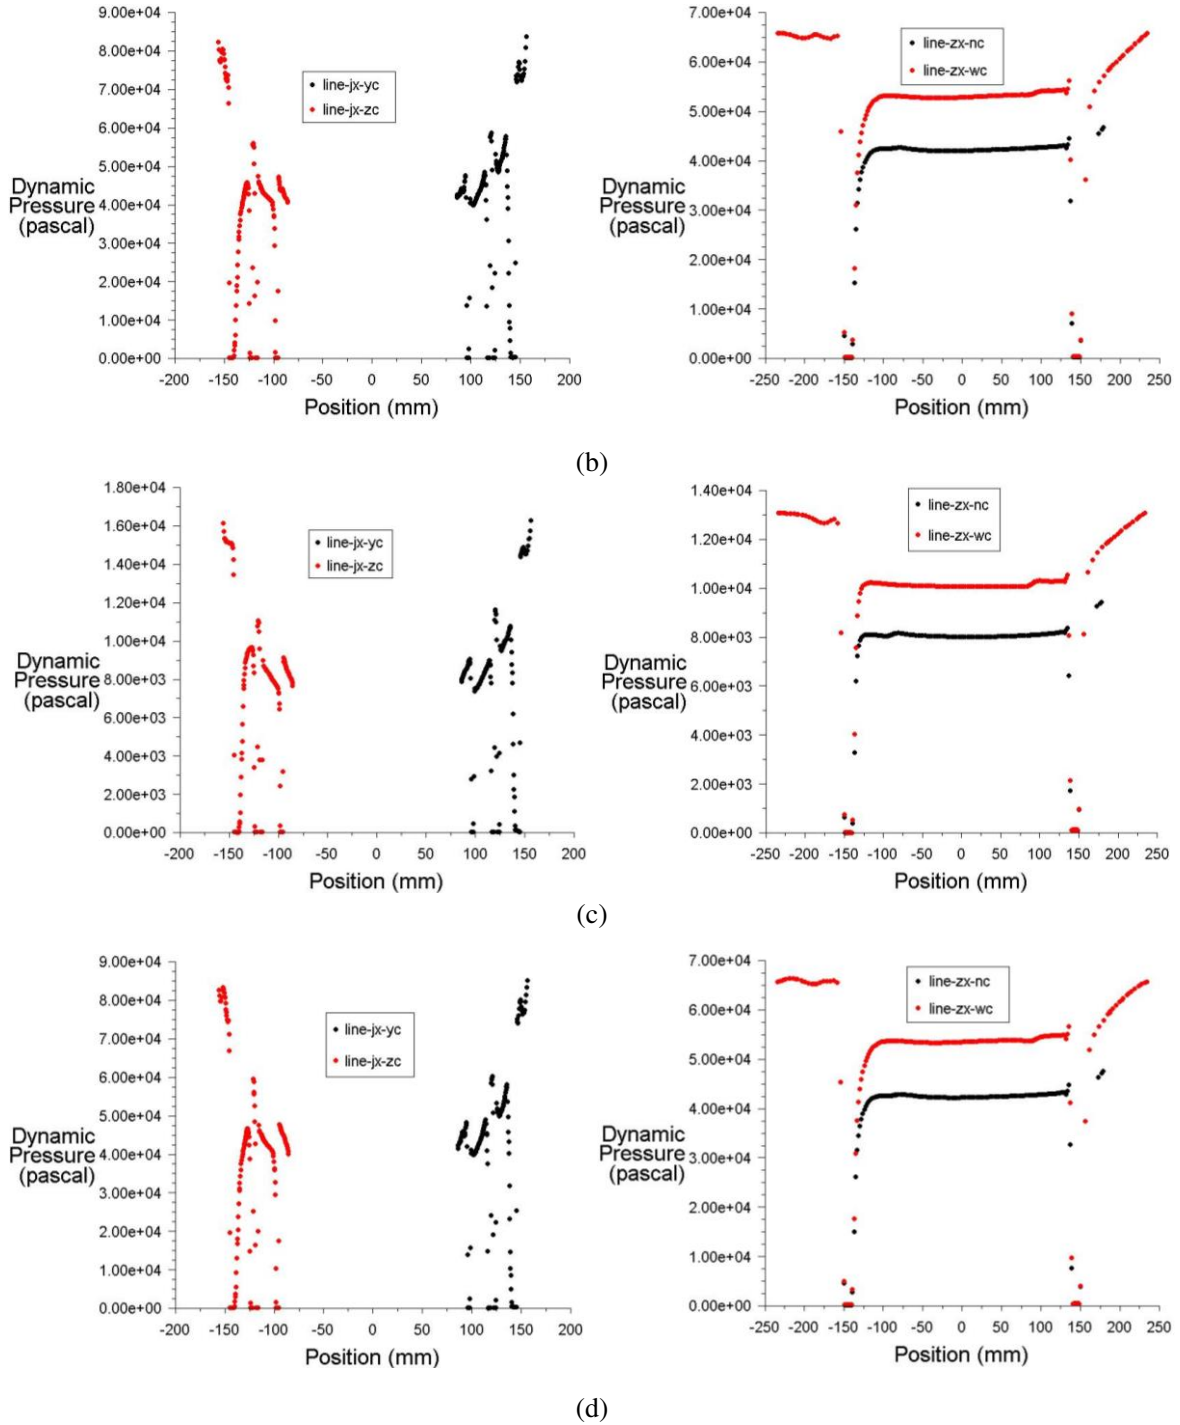 9.00e+04
8.00e+04
7.00e+04
6.00e+04
5.00e+04
Dynamic
Pressure
(pascal)
4.00e+04
3.00e+04
2.00e+04
1.00e+04
0.00e+00
-200 -150 -100 -50 0 50 100 150 200
Position (mm)
line-jx-yc
line-jx-zc
7.00e+04
6.00e+04
5.00e+04
4.00e+04
Dynamic
Pressure
(pascal)
3.00e+04
2.00e+04
1.00e+04
0.00e+00
-250 -200 -150 -100 -50 0 50 100 150 200 250
Position (mm)
line-zx-nc
line-zx-wc
(b)
1.80e+04
1.60e+04
1.40e+04
1.20e+04
1.00e+04
Dynamic
Pressure
(pascal)
8.00e+03
6.00e+03
4.00e+03
2.00e+03
0.00e+00
-200 -150 -100 -50 0 50 100 150 200
Position (mm)
line-jx-yc
line-jx-zc
1.40e+04
1.20e+04
1.00e+04
8.00e+03
Dynamic
Pressure
(pascal)
6.00e+03
4.00e+03
2.00e+03
0.00e+00
-250 -200 -150 -100 -50 0 50 100 150 200 250
Position (mm)
line-zx-nc
line-zx-wc
(c)
9.00e+04
8.00e+04
7.00e+04
6.00e+04
5.00e+04
Dynamic
Pressure
(pascal)
4.00e+04
3.00e+04
2.00e+04
1.00e+04
0.00e+00
-200 -150 -100 -50 0 50 100 150 200
Position (mm)
line-jx-yc
line-jx-zc
7.00e+04
6.00e+04
5.00e+04
4.00e+04
Dynamic
Pressure
(pascal)
3.00e+04
2.00e+04
1.00e+04
0.00e+00
-250 -200 -150 -100 -50 0 50 100 150 200 250
Position (mm)
line-zx-nc
line-zx-wc
(d)